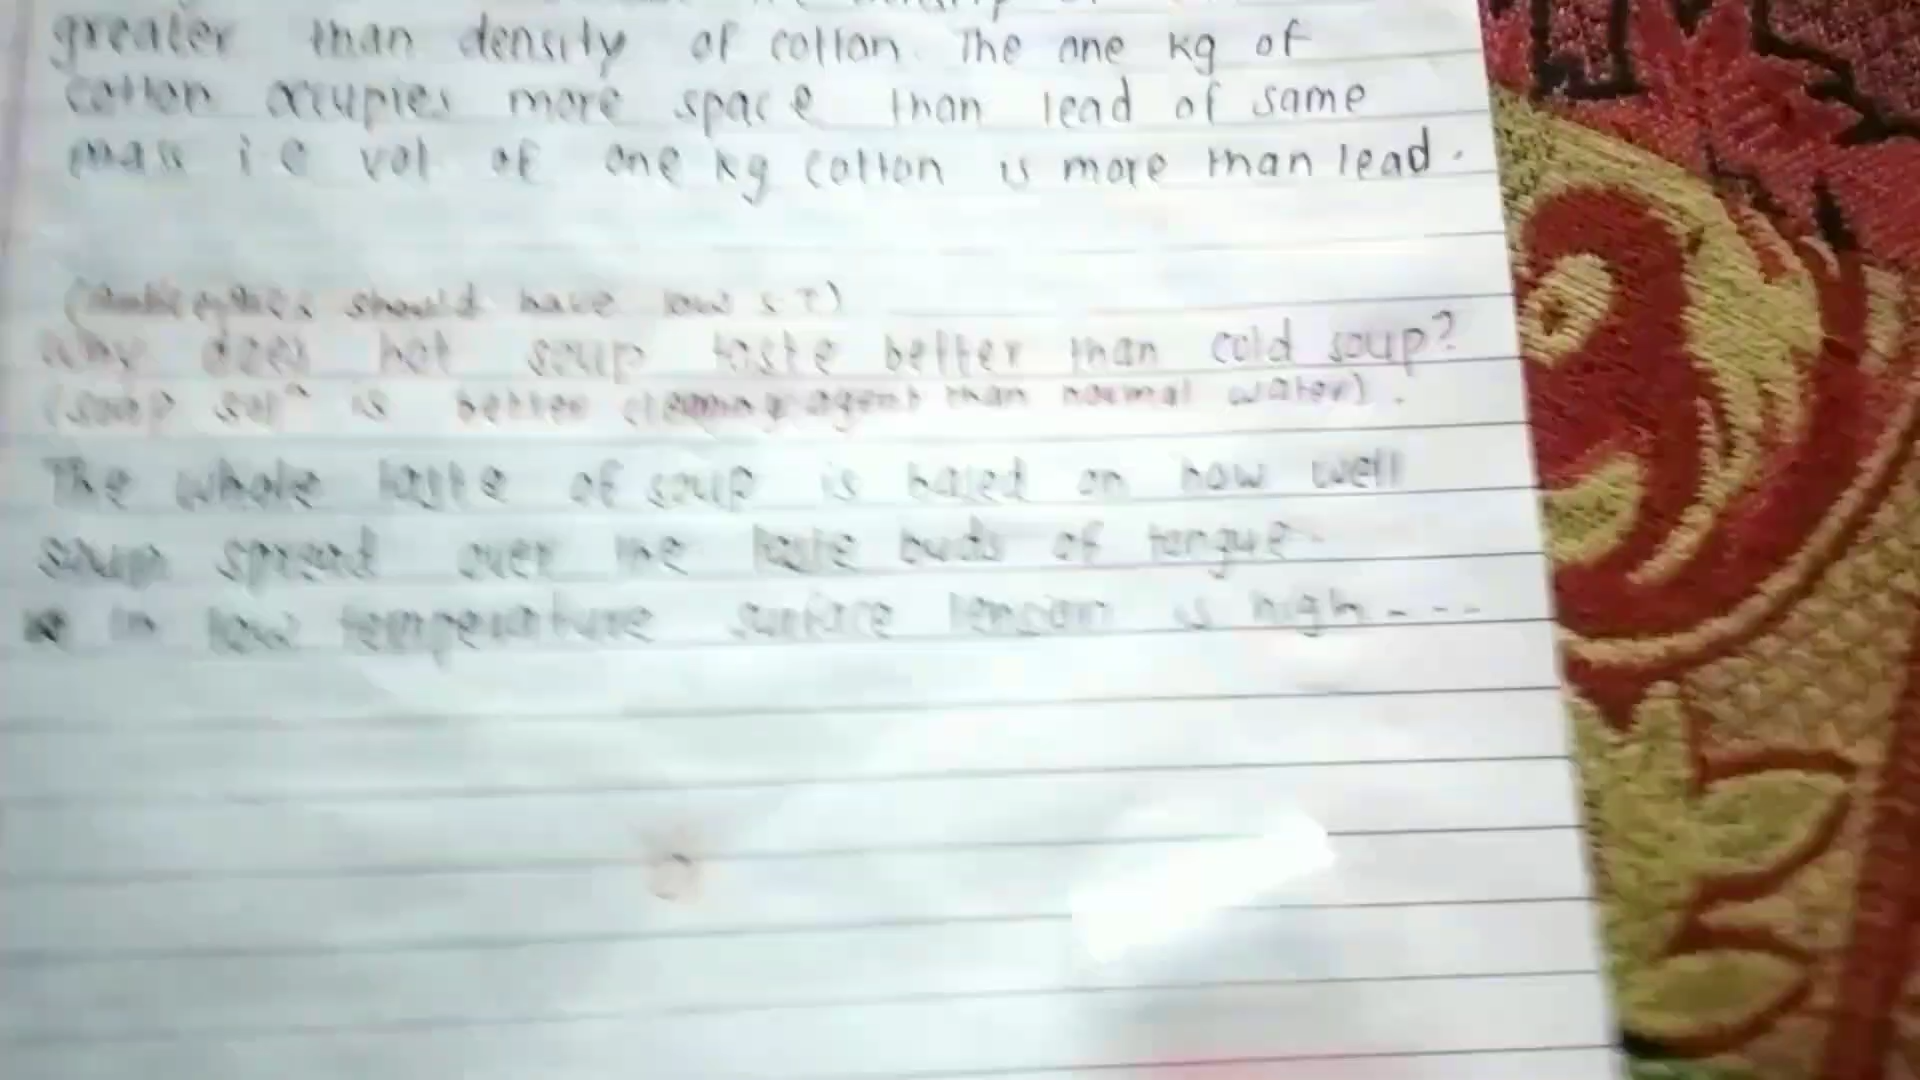 greater than density of cotton. The one kg of
cotton occupies more space than lead of same
mass i e vol of one kg cotton is more than lead.
should have low s T)
why does hot soup taste better than cold soup?
(soap solⁿ is better cleaning agent than normal water).
The whole taste of soup is based on how well
soup spread over the taste buds of tongue.
in low temperature surface tension is high----